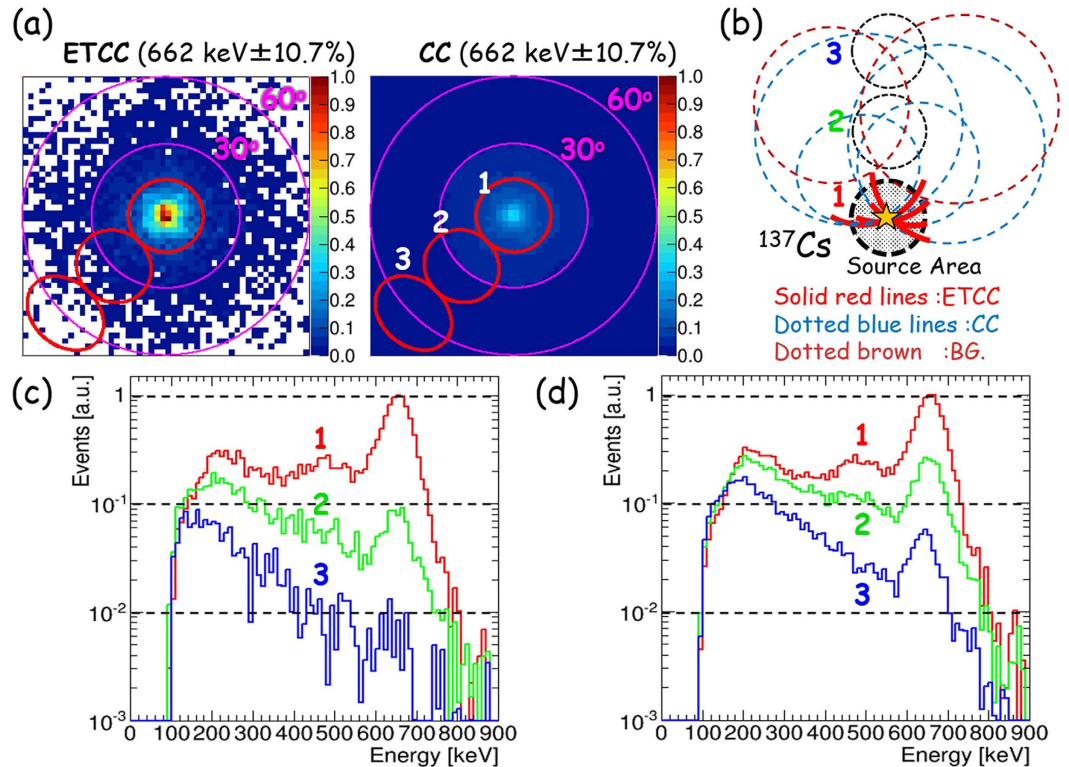 (a)
ETCC (662 keV±10.7%)
CC (662 keV±10.7%)
60°
30°
1.0
0.9
0.8
0.7
0.6
0.5
0.4
0.3
0.2
0.1
0.0
60°
30°
1
2
3
1.0
0.9
0.8
0.7
0.6
0.5
0.4
0.3
0.2
0.1
0.0
(b)
3
2
1
137Cs
Source Area
Solid red lines :ETCC
Dotted blue lines :CC
Dotted brown :BG.
(c)
Events [a.u.]
1
10-1
10-2
10-3
1
2
3
0 100 200 300 400 500 600 700 800 900
Energy [keV]
(d)
Events [a.u.]
1
10-1
10-2
10-3
1
2
3
0 100 200 300 400 500 600 700 800 900
Energy [keV]